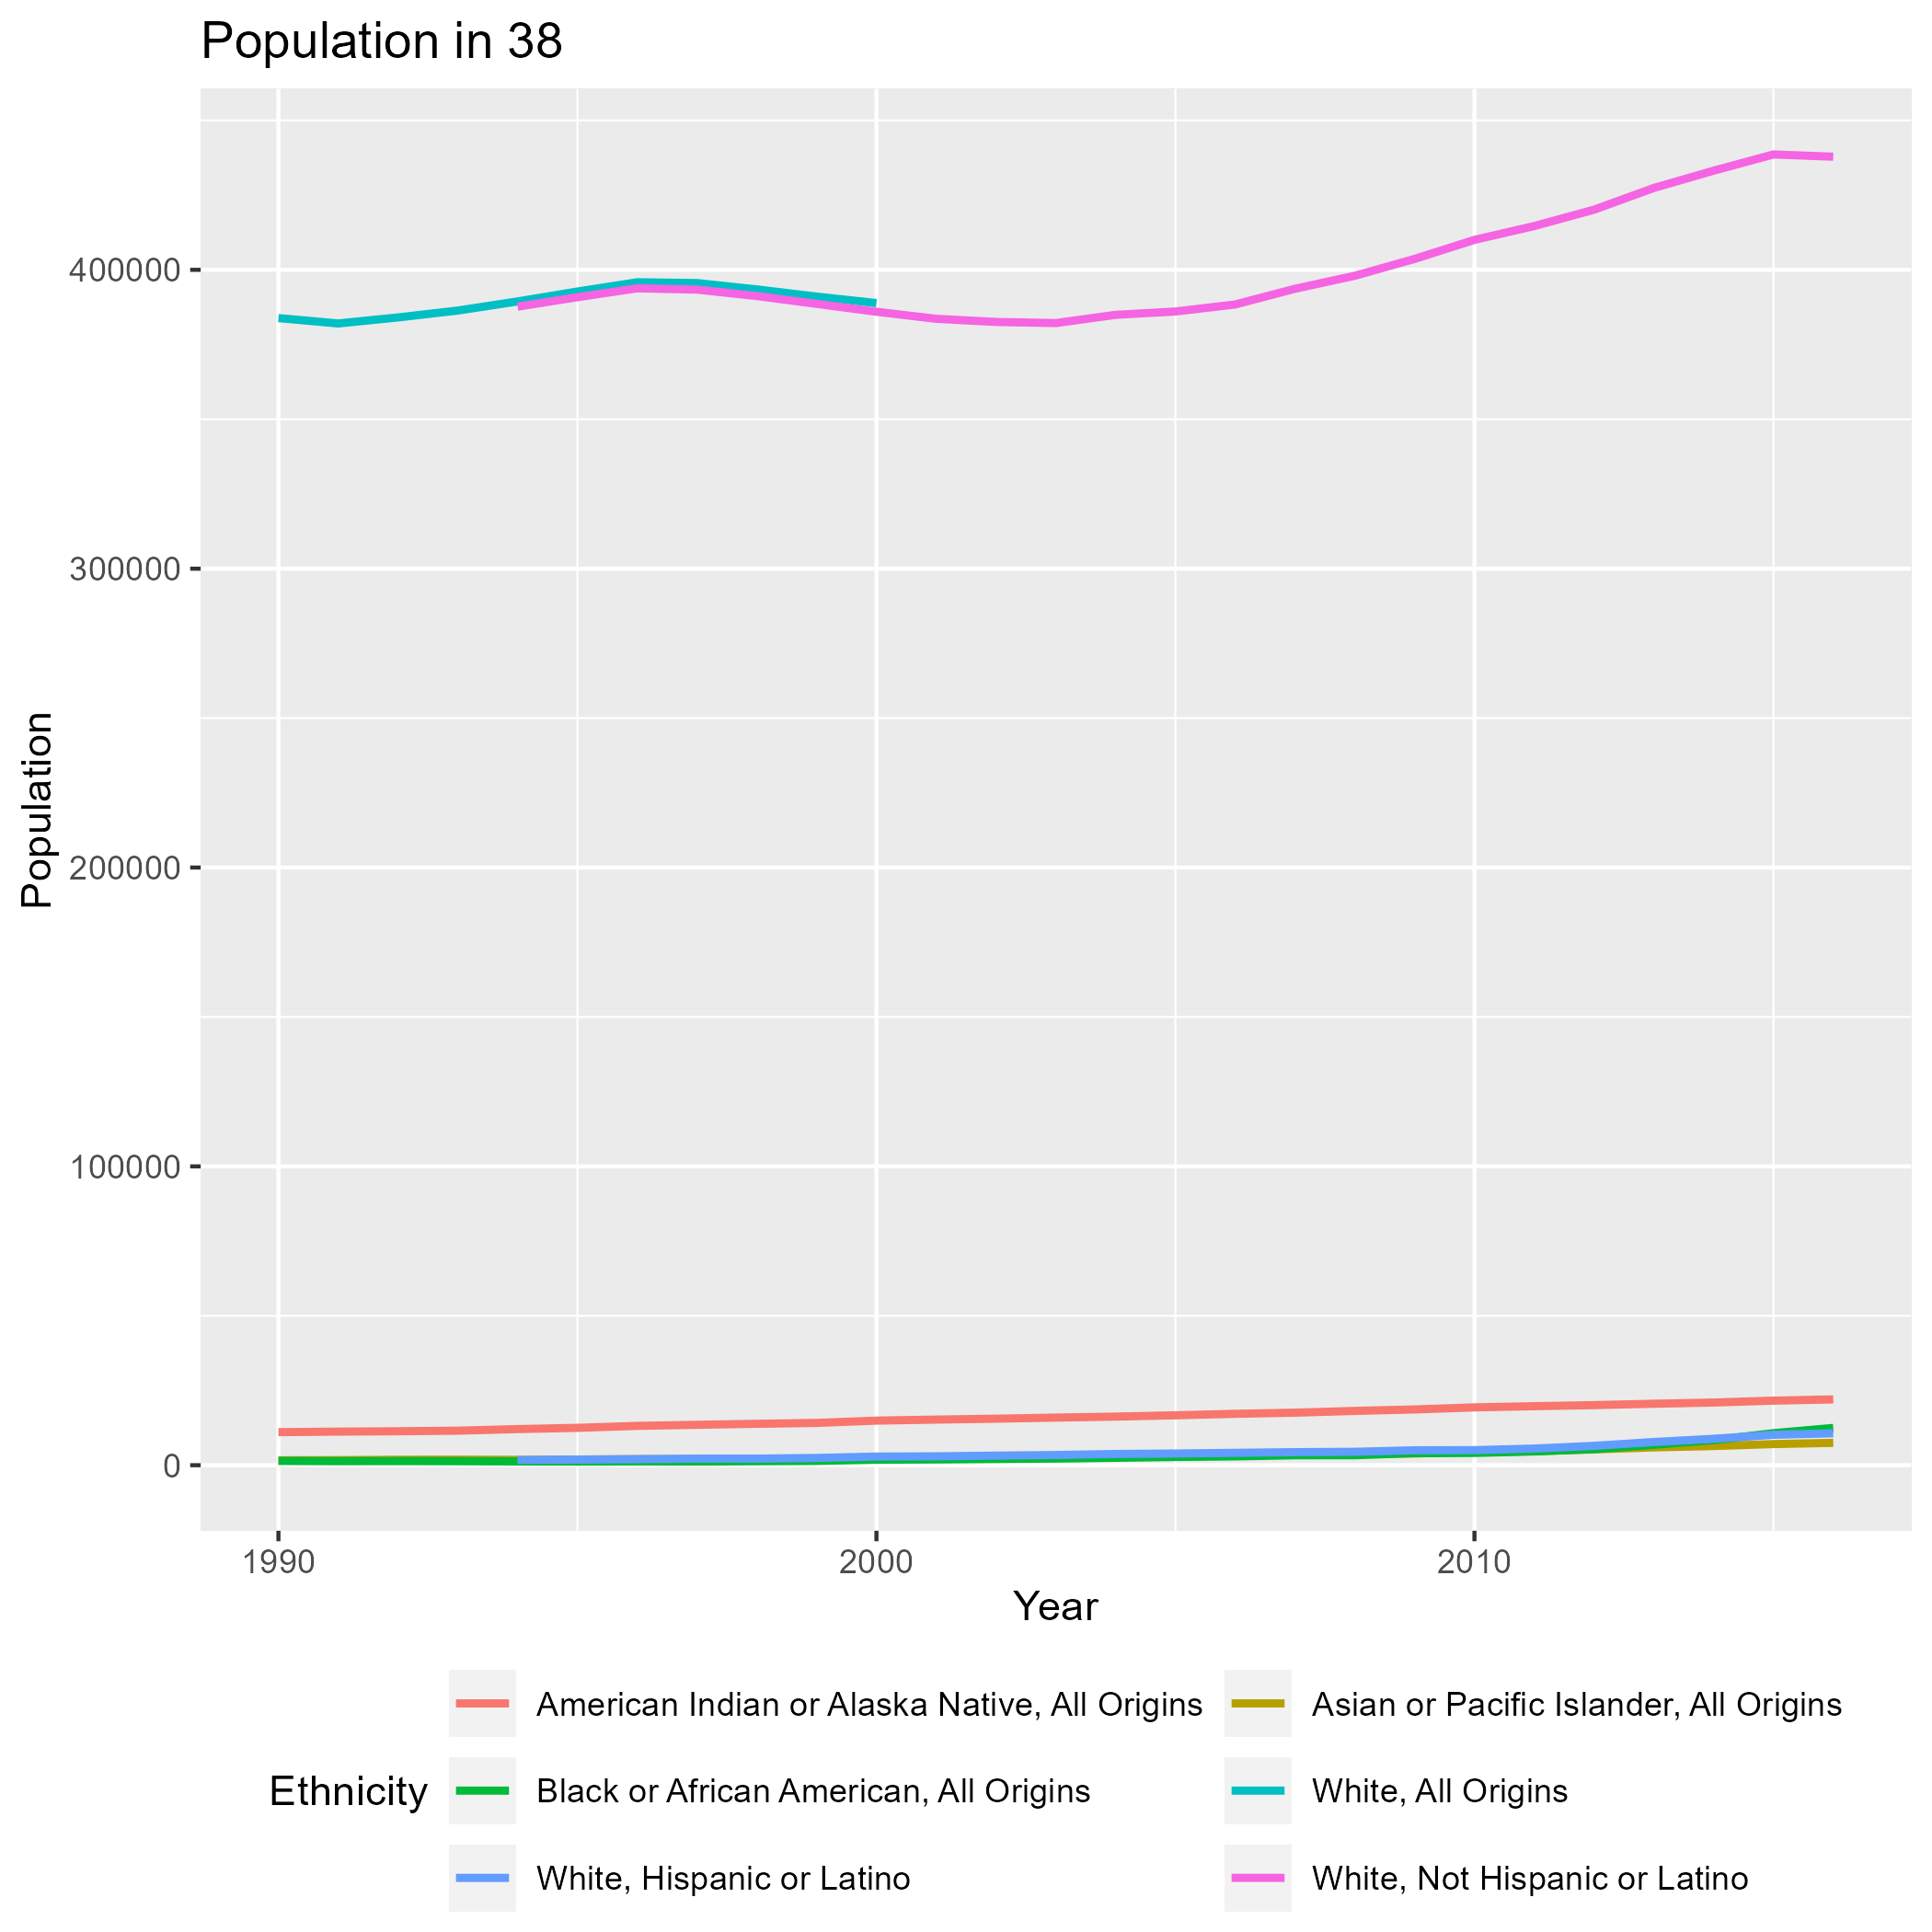 Population in 38
Population
400000
300000
200000
100000
0
1990 2000 2010
Year
Ethnicity
American Indian or Alaska Native, All Origins
Asian or Pacific Islander, All Origins
Black or African American, All Origins
White, All Origins
White, Hispanic or Latino
White, Not Hispanic or Latino